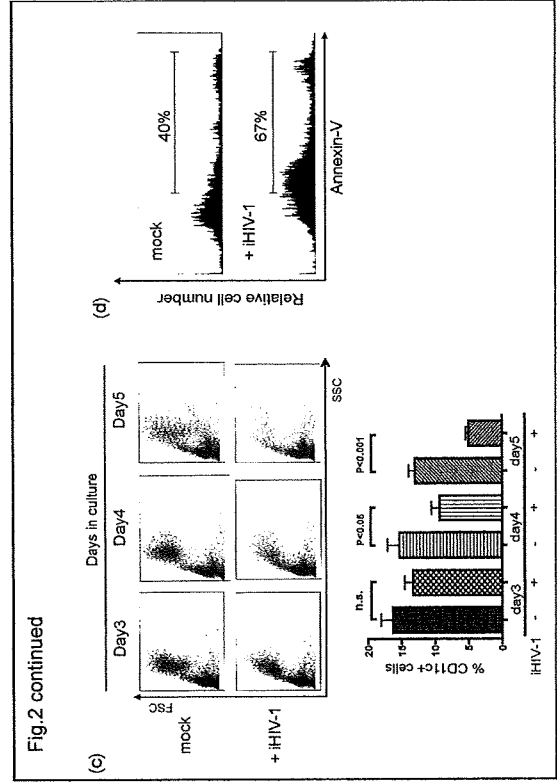 Fig.2 continued
(c)
Days in culture
Day3 Day4 Day5
FSC
mock
+ iHIV-1
SSC
% CD11c+ cells
20
15
10
5
0
n.s.
P<0.05
P<0.001
iHIV-1 - + - + - +
day3 day4 day5
(d)
Relative cell number
mock
40%
+ iHIV-1
67%
Annexin-V